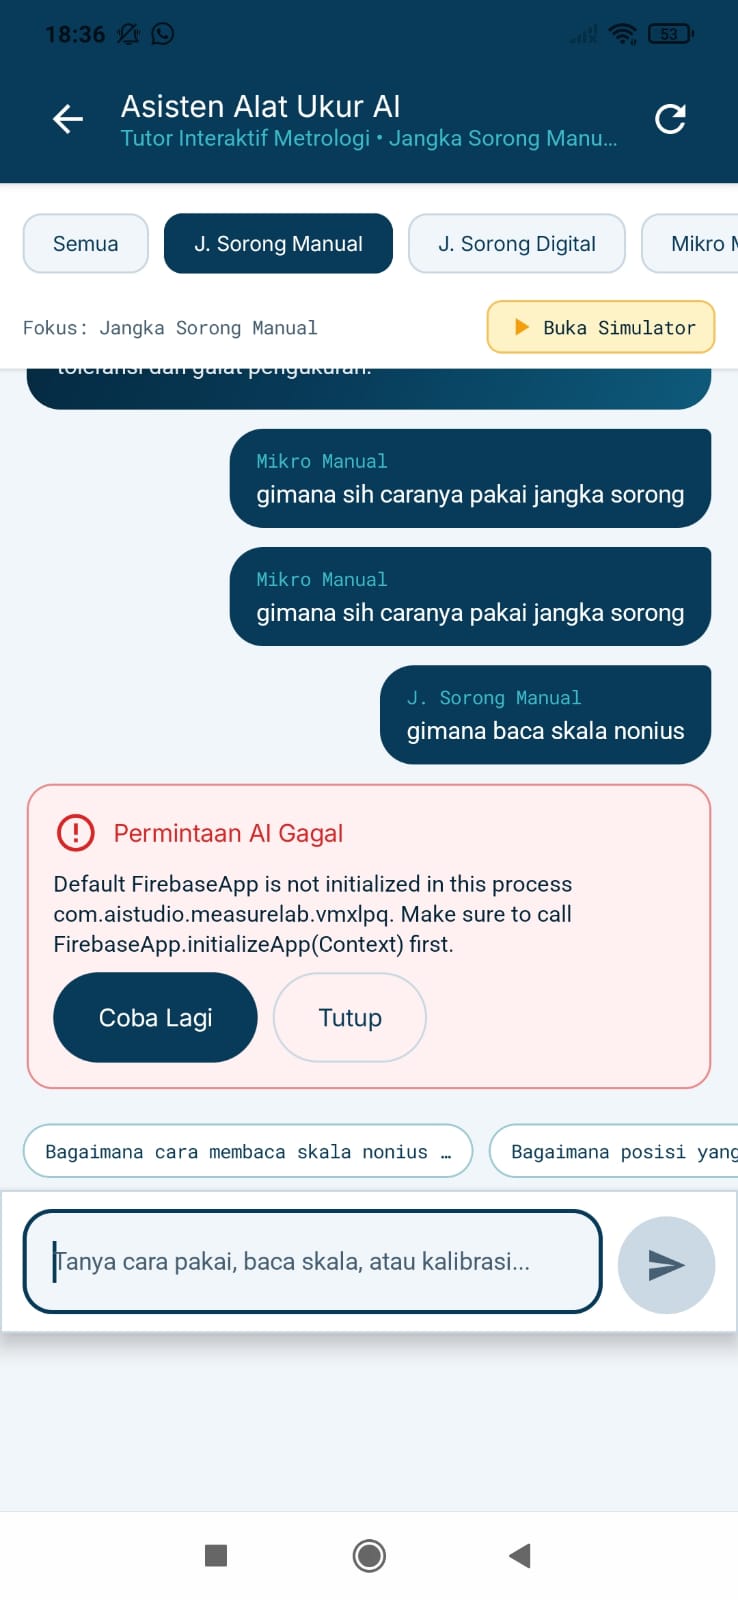 18:36
53
Asisten Alat Ukur AI
Tutor Interaktif Metrologi • Jangka Sorong Manu...
Semua
J. Sorong Manual
J. Sorong Digital
Mikro
Fokus: Jangka Sorong Manual
Buka Simulator
toleransi dan galat pengukuran.
Mikro Manual
gimana sih caranya pakai jangka sorong
Mikro Manual
gimana sih caranya pakai jangka sorong
J. Sorong Manual
gimana baca skala nonius
Permintaan AI Gagal
Default FirebaseApp is not initialized in this process
com.aistudio.measurelab.vmxlpq. Make sure to call
FirebaseApp.initializeApp(Context) first.
Coba Lagi
Tutup
Bagaimana cara membaca skala nonius …
Bagaimana posisi yang
Tanya cara pakai, baca skala, atau kalibrasi...